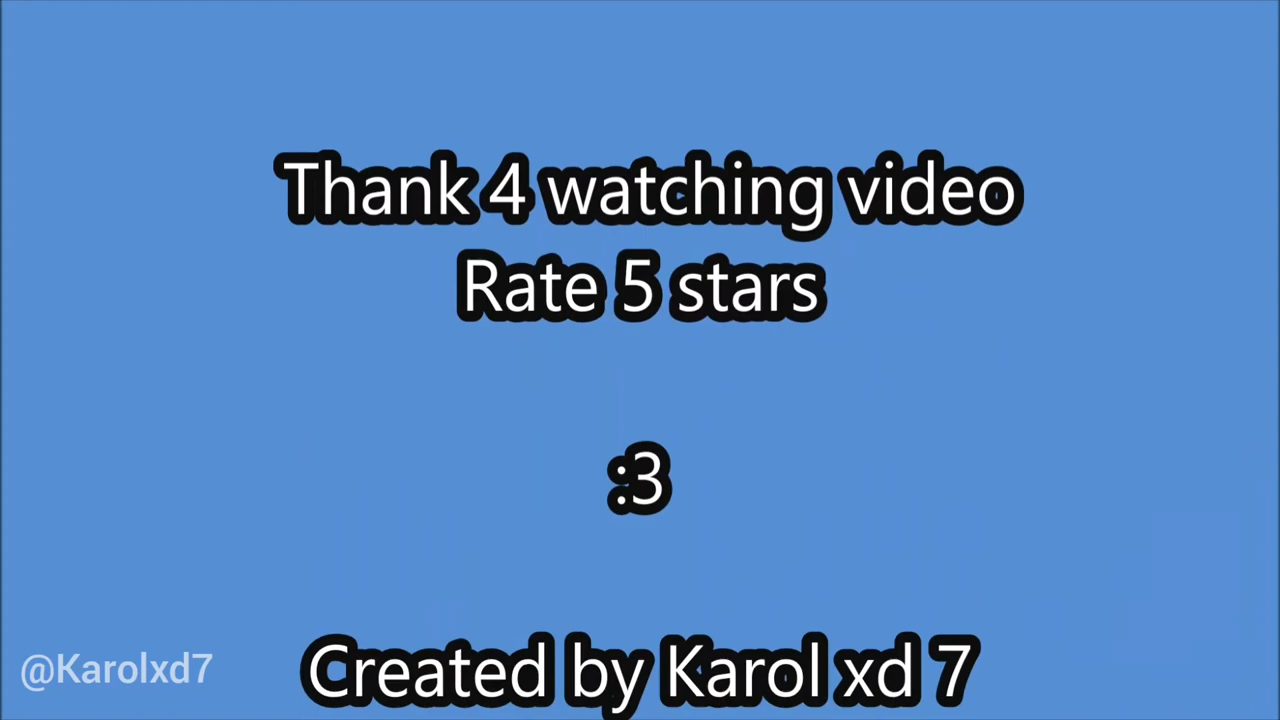 Thank 4 watching video
Rate 5 stars
:3
Created by Karol xd 7
@Karolxd7